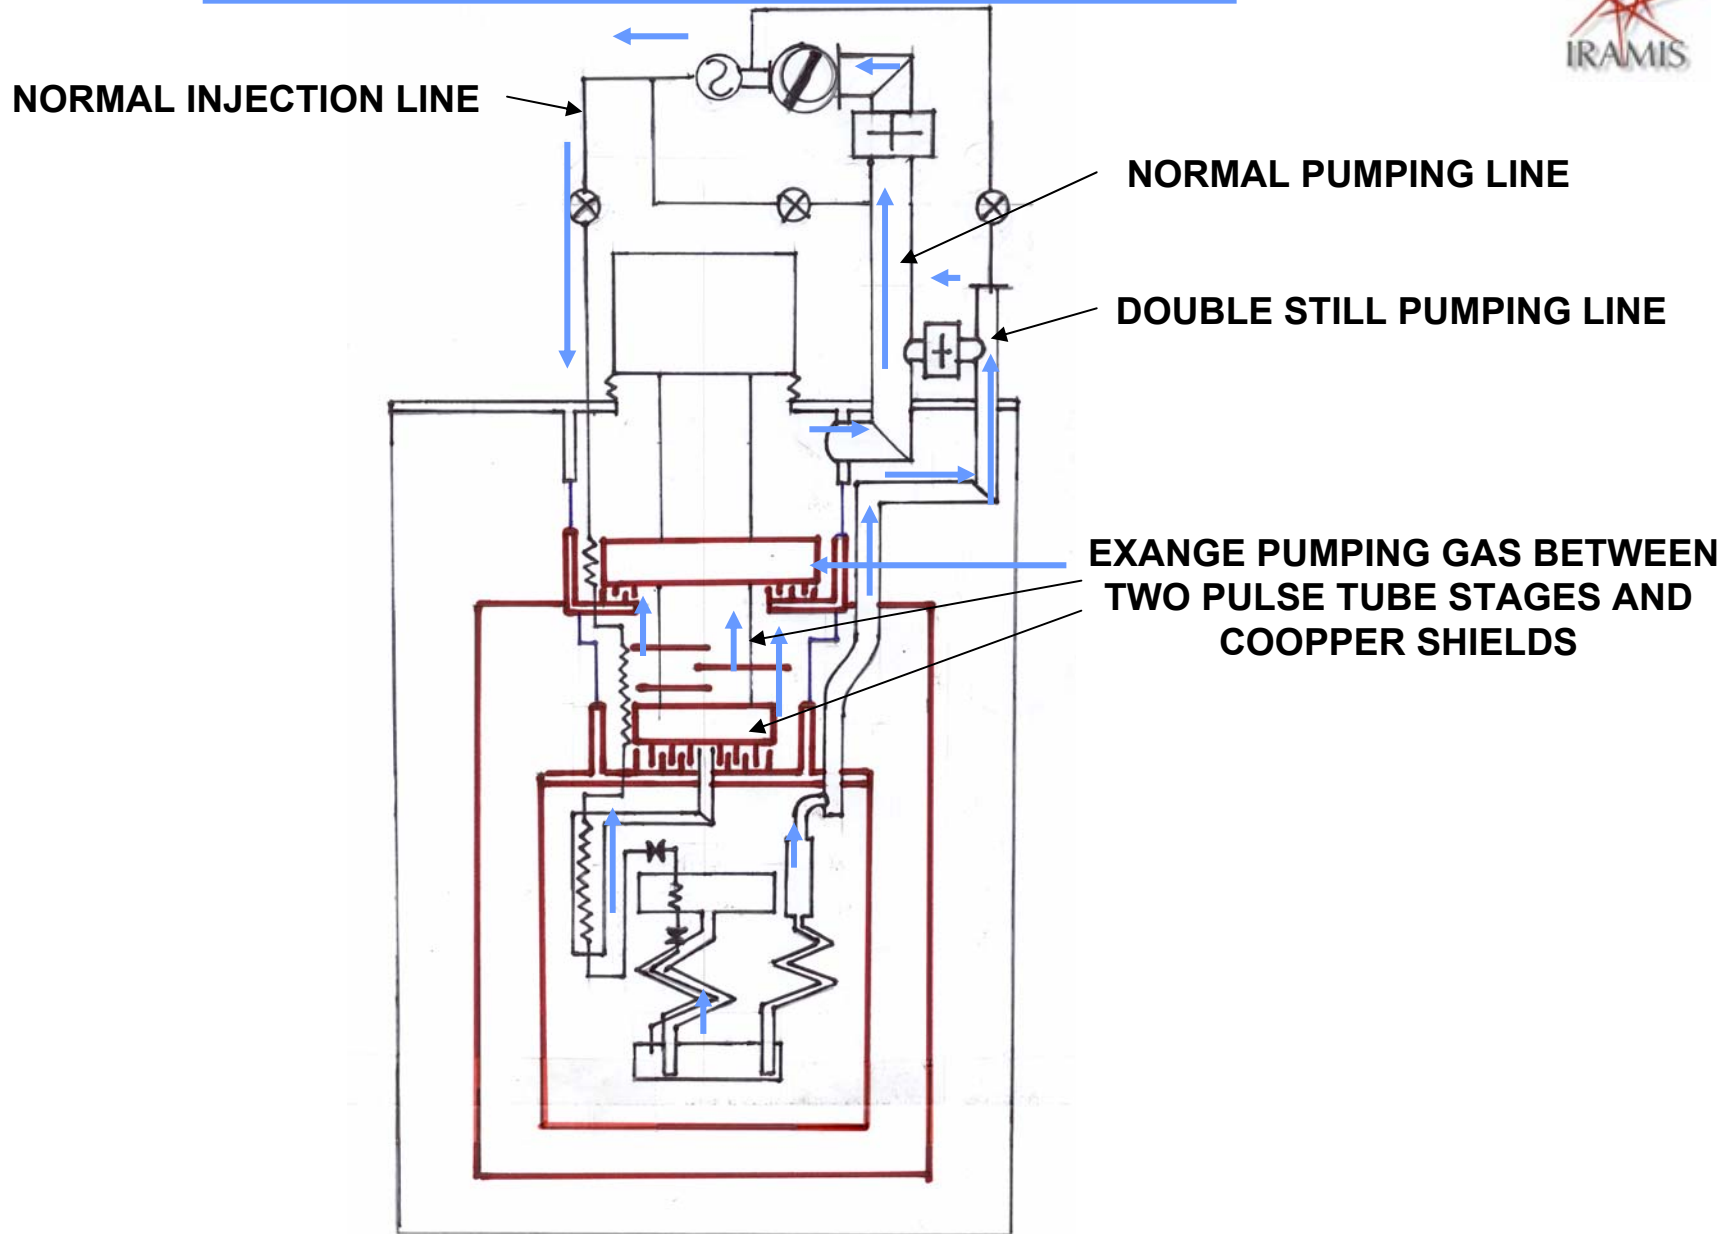 IRAMIS
NORMAL INJECTION LINE
NORMAL PUMPING LINE
DOUBLE STILL PUMPING LINE
EXANGE PUMPING GAS BETWEEN
TWO PULSE TUBE STAGES AND
COOPPER SHIELDS